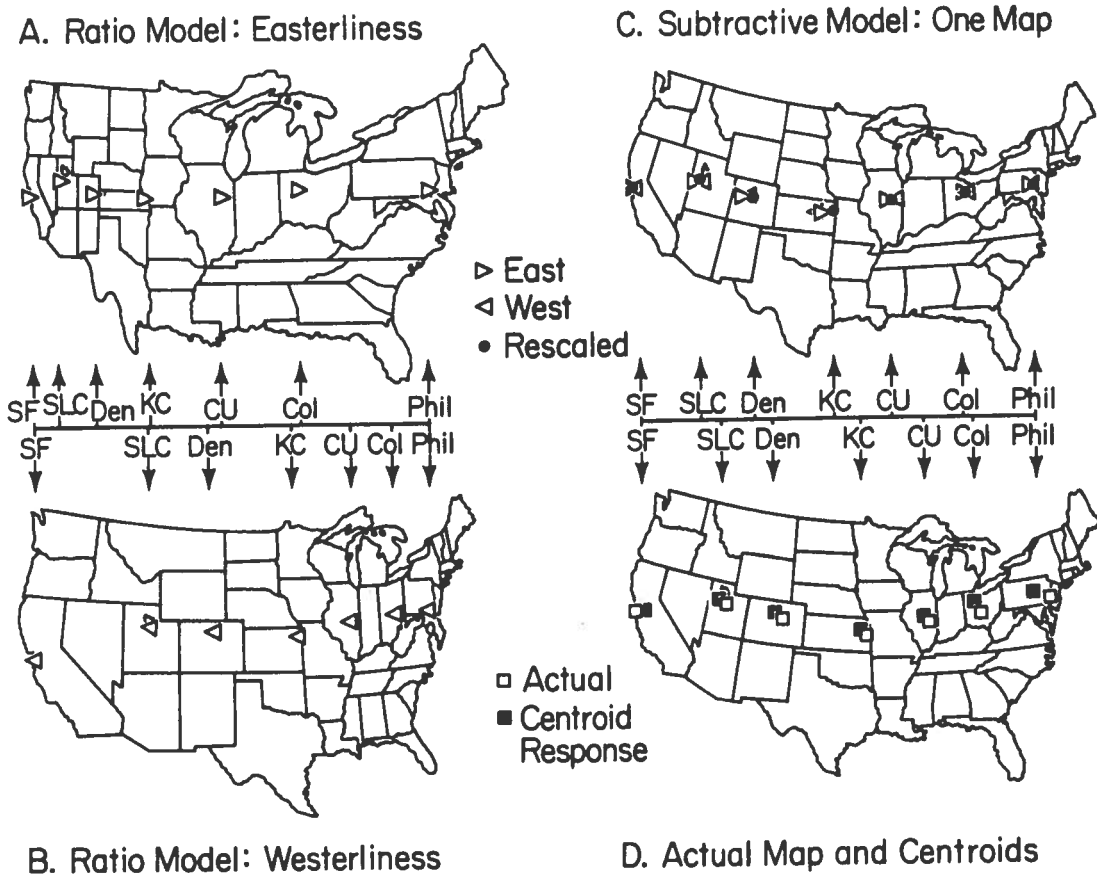 A. Ratio Model: Easterliness
C. Subtractive Model: One Map
East
West
Rescaled
SF SLC Den KC CU Col Phil
SF SLC Den KC CU Col Phil
SF SLC Den KC CU Col Phil
SF SLC Den KC CU Col Phil
Actual
Centroid
Response
B. Ratio Model: Westerliness
D. Actual Map and Centroids